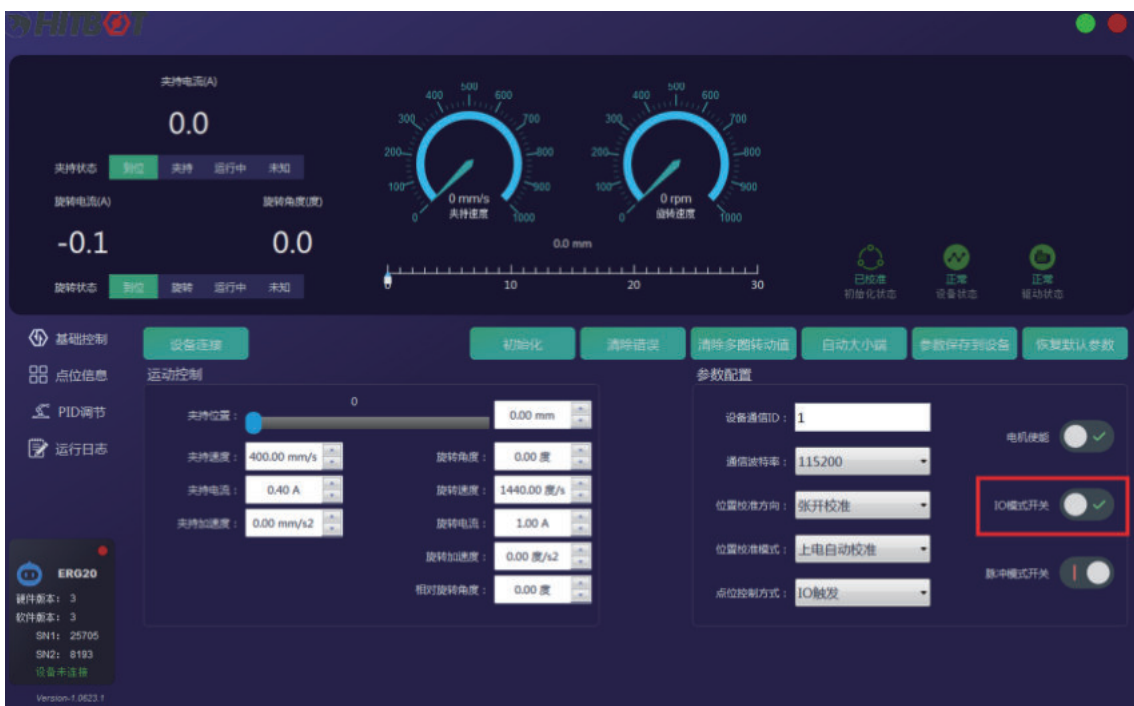 HITBOT
夹持电流(A)
0.0
夹持状态 到位 夹持 运行中 未知
旋转电流(A) 旋转角度(度)
-0.1 0.0
旋转状态 到位 旋转 运行中 未知
0 100 200 300 400 500 600 700 800 900 1000
0 mm/s
夹持速度
0 100 200 300 400 500 600 700 800 900 1000
0 rpm
旋转速度
0.0 mm
0 10 20 30
已校准 正常 正常
初始化状态 设备状态 驱动状态
基础控制
点位信息
PID调节
运行日志
设备连接 初始化 清除错误 清除多圈转动值 自动大小端 参数保存到设备 恢复默认参数
运动控制
夹持位置: 0 0.00 mm
夹持速度: 400.00 mm/s 旋转角度: 0.00 度
夹持电流: 0.40 A 旋转速度: 1440.00 度/s
夹持加速度: 0.00 mm/s2 旋转电流: 1.00 A
旋转加速度: 0.00 度/s2
相对旋转角度: 0.00 度
参数配置
设备通信ID: 1
通信波特率: 115200
位置校准方向: 张开校准
位置校准模式: 上电自动校准
点位控制方式: IO触发
电机使能
IO模式开关
脉冲模式开关
ERG20
硬件版本: 3
软件版本: 3
SN1: 25705
SN2: 8193
设备未连接
Version-1.0623.1